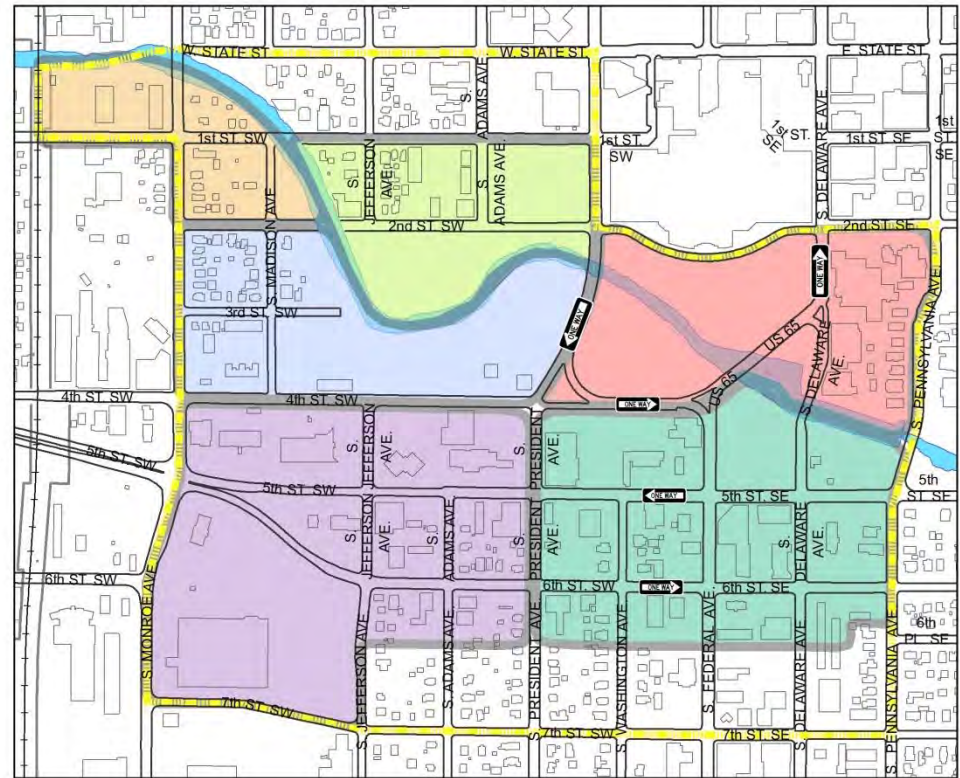 W. STATE ST.
W. STATE ST.
E. STATE ST.
S.
ADAMS AVE.
S. DELAWARE AVE.
1st ST. SW
1st ST.
SW
1st ST.
SE
1st ST. SE
1st
ST.
SE
S.
JEFFERSON
AVE.
S.
ADAMS AVE.
S. MADISON AVE
2nd ST. SW
2nd ST. SE
3rd ST. SW
ONE WAY
ONE WAY
US 65
US 65
S. DELAWARE
AVE.
S. PENNSYLVANIA AVE.
4th ST. SW
4th ST. SW
ONE WAY
5th ST. SW
S.
JEFFERSON
AVE.
S.
PRESIDENT
AVE.
5th ST. SW
ONE WAY
5th ST. SE
5th
ST. SE
JEFFERSON
AVE.
S.
ADAMS AVE
S.
PRESIDENT
AVE.
S.
DELAWARE
AVE.
6th ST. SW
6th ST. SW
ONE WAY
6th ST. SE
6th
PL. SE
S. MONROE AVE.
S. JEFFERSON AVE.
S. ADAMS AVE.
S. PRESIDENT AVE
S. WASHINGTON AVE.
S. FEDERAL AVE.
S. DELAWARE AVE.
S. PENNSYLVANIA AVE.
7th ST. SW
7th ST. SW
7th ST. SE